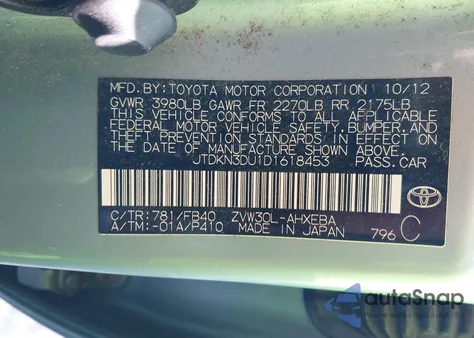 MFD. BY: TOYOTA MOTOR CORPORATION 10/12
GVWR 3980LB GAWR FR 2270LB RR 2175LB
THIS VEHICLE CONFORMS TO ALL APPLICABLE
FEDERAL MOTOR VEHICLE SAFETY, BUMPER, AND
THEFT PREVENTION STANDARDS IN EFFECT ON
THE DATE OF MANUFACTURE SHOWN ABOVE.
JTDKN3DU1D1618453 PASS. CAR
C/TR: 781/FB40 ZVW30L-AHXEBA
A/TM: -01A/P410 MADE IN JAPAN 796 C
TOYOTA
autoSnap